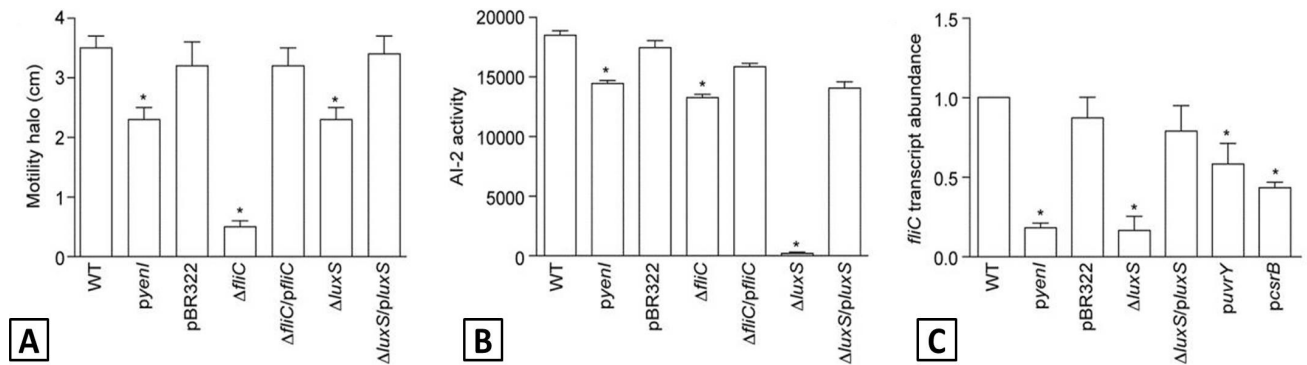 Motility halo (cm)
4
3
2
1
0
*
*
*
WT
pyenI
pBR322
ΔfliC
ΔfliC/pfliC
ΔluxS
ΔluxS/pluxS
A
AI-2 activity
20000
15000
10000
5000
0
*
*
*
WT
pyenI
pBR322
ΔfliC
ΔfliC/pfliC
ΔluxS
ΔluxS/pluxS
B
fliC transcript abundance
1.5
1.0
0.5
0.0
*
*
*
*
WT
pyenI
pBR322
ΔluxS
ΔluxS/pluxS
puvrY
pcsrB
C